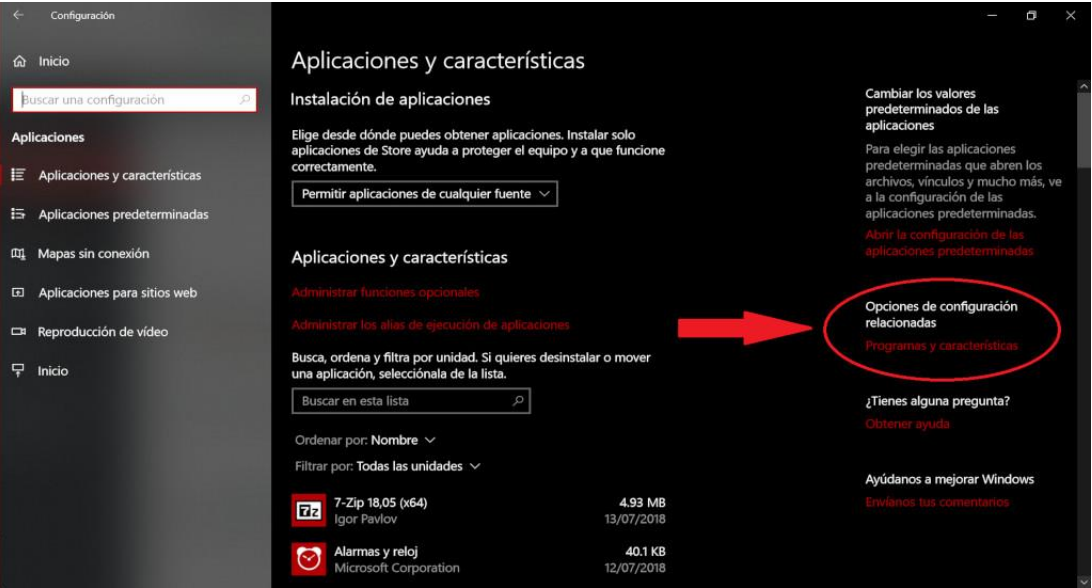 Configuración
Inicio
Buscar una configuración
Aplicaciones
Aplicaciones y características
Aplicaciones predeterminadas
Mapas sin conexión
Aplicaciones para sitios web
Reproducción de vídeo
Inicio
Aplicaciones y características
Instalación de aplicaciones
Elige desde dónde puedes obtener aplicaciones. Instalar solo
aplicaciones de Store ayuda a proteger el equipo y a que funcione
correctamente.
Permitir aplicaciones de cualquier fuente
Aplicaciones y características
Administrar funciones opcionales
Administrar los alias de ejecución de aplicaciones
Busca, ordena y filtra por unidad. Si quieres desinstalar o mover
una aplicación, selecciónala de la lista.
Buscar en esta lista
Ordenar por: Nombre
Filtrar por: Todas las unidades
7z
7-Zip 18,05 (x64) 4.93 MB
Igor Pavlov 13/07/2018
Alarmas y reloj 40.1 KB
Microsoft Corporation 12/07/2018
Cambiar los valores
predeterminados de las
aplicaciones
Para elegir las aplicaciones
predeterminadas que abren los
archivos, vínculos y mucho más, ve
a la configuración de las
aplicaciones predeterminadas.
Abrir la configuración de las
aplicaciones predeterminadas
Opciones de configuración
relacionadas
Programas y características
¿Tienes alguna pregunta?
Obtener ayuda
Ayúdanos a mejorar Windows
Envíanos tus comentarios